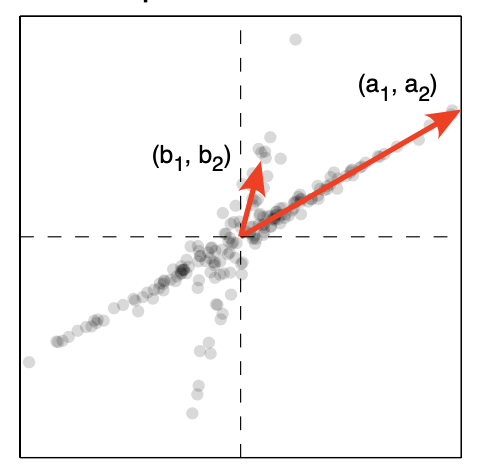 (a₁, a₂)
(b₁, b₂)